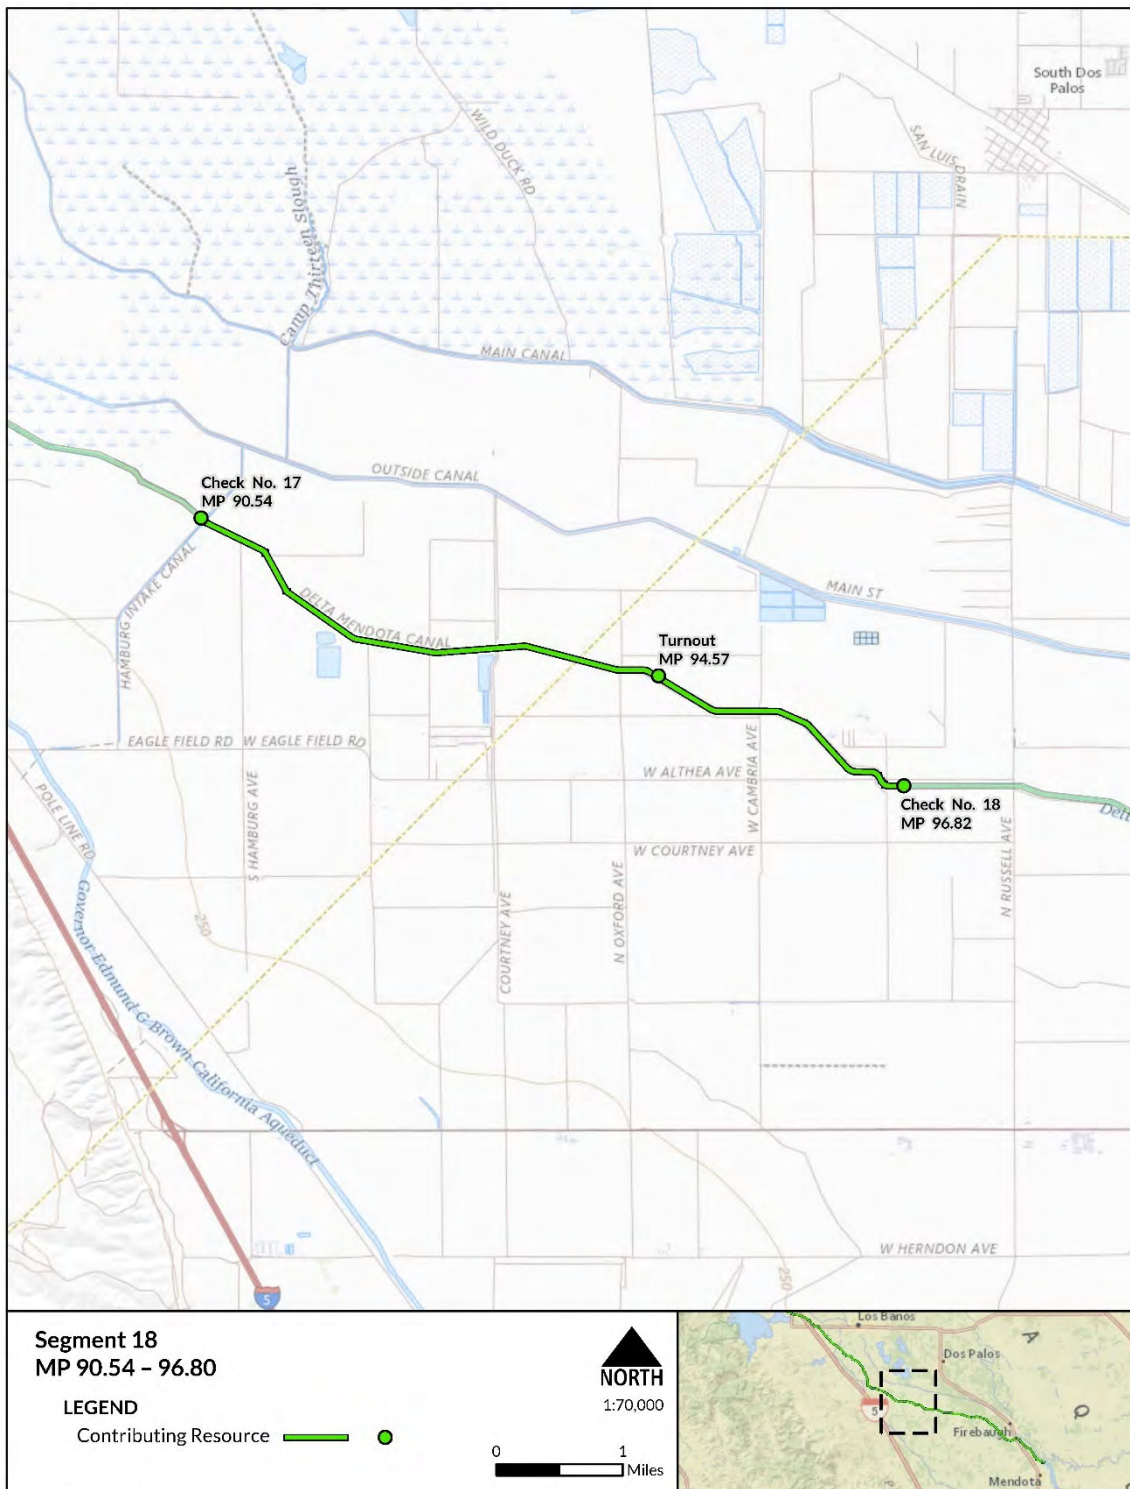 South Dos
Palos
WILD DUCK RD
SAN LUIS DRAIN
Camp Thirteen Slough
MAIN CANAL
OUTSIDE CANAL
Check No. 17
MP 90.54
HAMBURG INTAKE CANAL
DELTA MENDOTA CANAL
MAIN ST
Turnout
MP 94.57
EAGLE FIELD RD
W EAGLE FIELD RD
W ALTHEA AVE
W CAMBRIA AVE
Check No. 18
MP 96.82
Delt
POLE LINE RD
S HAMBURG AVE
W COURTNEY AVE
N OXFORD AVE
COURTNEY AVE
N RUSSELL AVE
250
Governor Edmund G Brown California Aqueduct
W HERNDON AVE
250
5
Segment 18
MP 90.54 – 96.80
LEGEND
Contributing Resource
NORTH
1:70,000
0 1
Miles
Los Banos
A
Dos Palos
5
Q
Firebaugh
Mendota